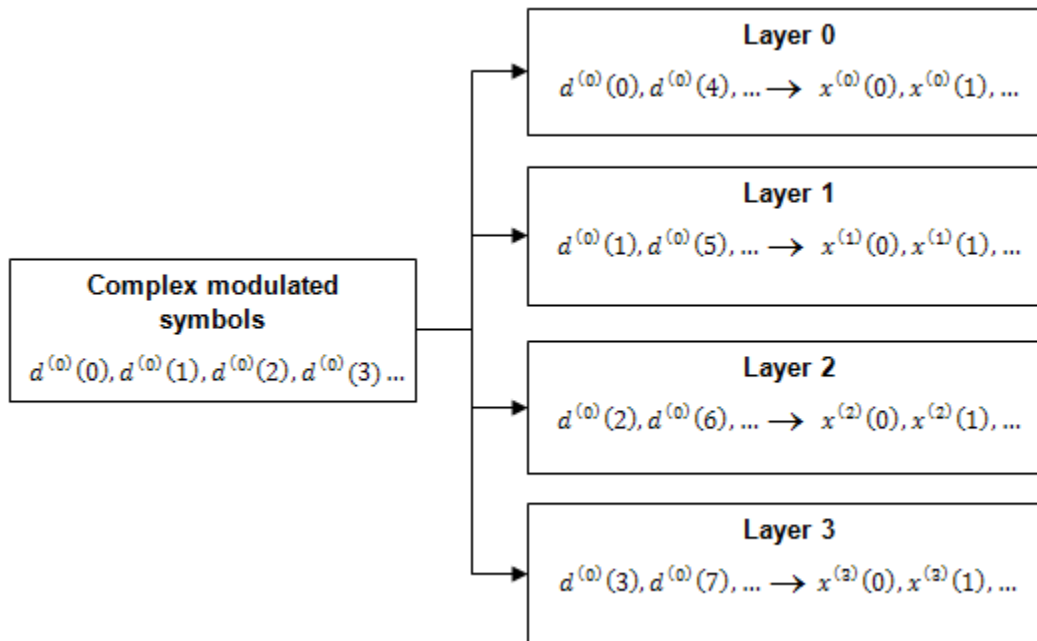 Layer 0
d⁽⁰⁾(0), d⁽⁰⁾(4), ... → x⁽⁰⁾(0), x⁽⁰⁾(1), ...
Layer 1
d⁽⁰⁾(1), d⁽⁰⁾(5), ... → x⁽¹⁾(0), x⁽¹⁾(1), ...
Complex modulated
symbols
d⁽⁰⁾(0), d⁽⁰⁾(1), d⁽⁰⁾(2), d⁽⁰⁾(3) ...
Layer 2
d⁽⁰⁾(2), d⁽⁰⁾(6), ... → x⁽²⁾(0), x⁽²⁾(1), ...
Layer 3
d⁽⁰⁾(3), d⁽⁰⁾(7), ... → x⁽³⁾(0), x⁽³⁾(1), ...